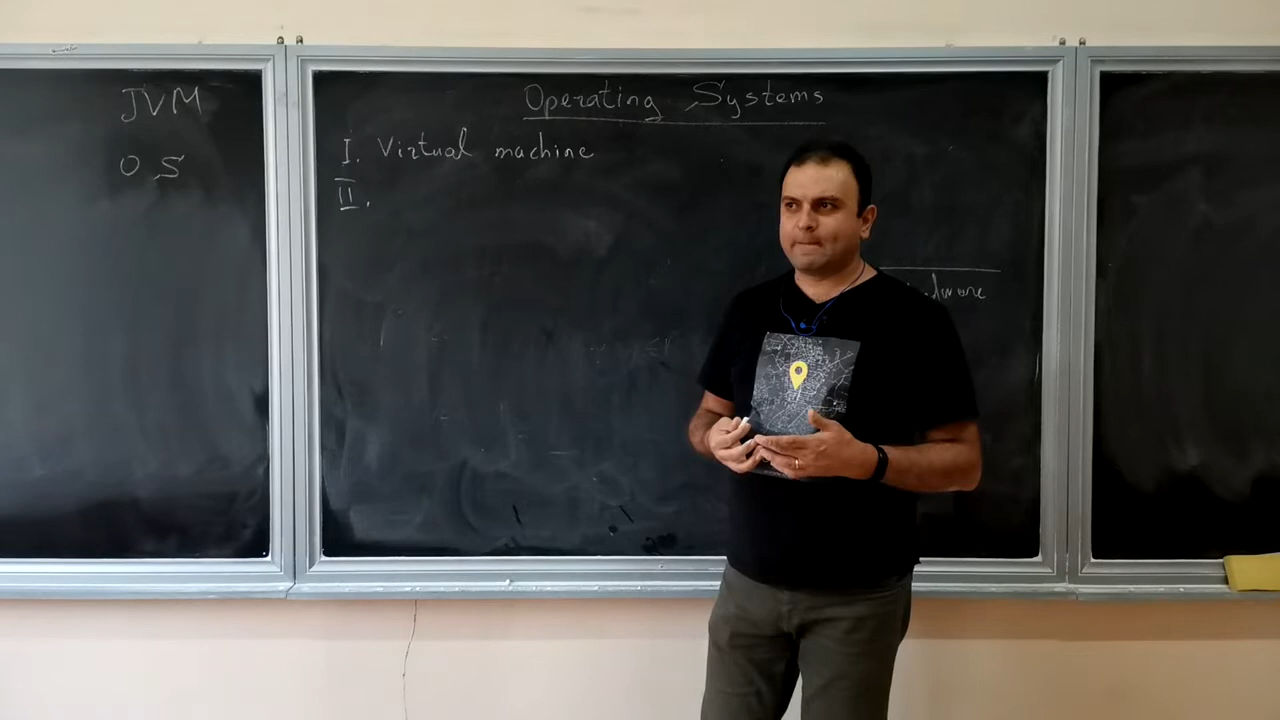 JVM
OS
Operating Systems
I. Virtual machine
II.